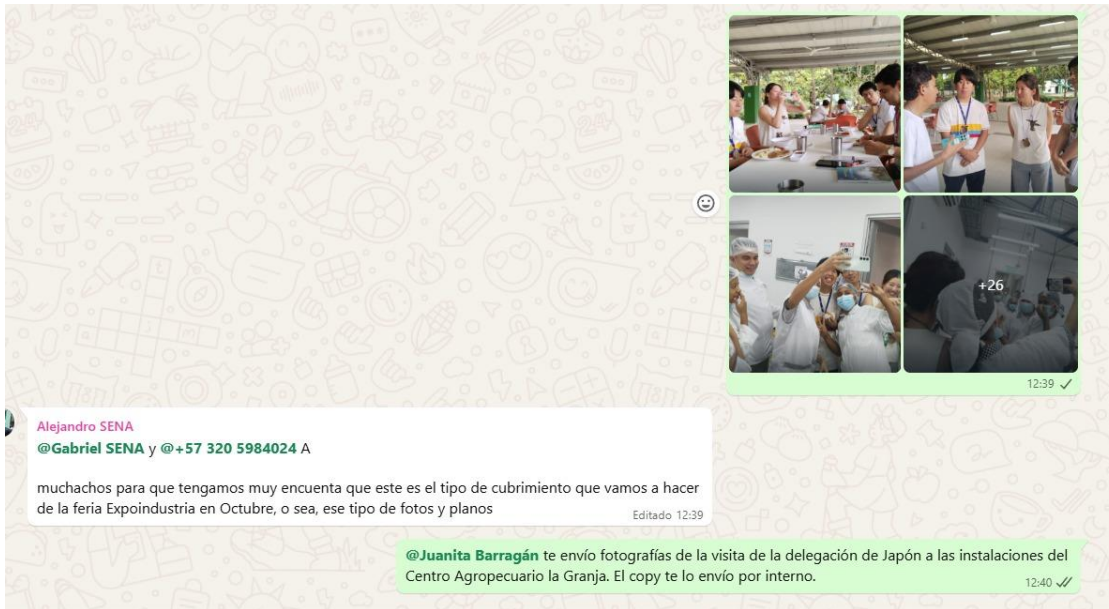 +26
12:39
Alejandro SENA
@Gabriel SENA y @+57 320 5984024 A
muchachos para que tengamos muy encuenta que este es el tipo de cubrimiento que vamos a hacer
de la feria Expoindustria en Octubre, o sea, ese tipo de fotos y planos
Editado 12:39
@Juanita Barragán te envío fotografías de la visita de la delegación de Japón a las instalaciones del
Centro Agropecuario la Granja. El copy te lo envío por interno.
12:40